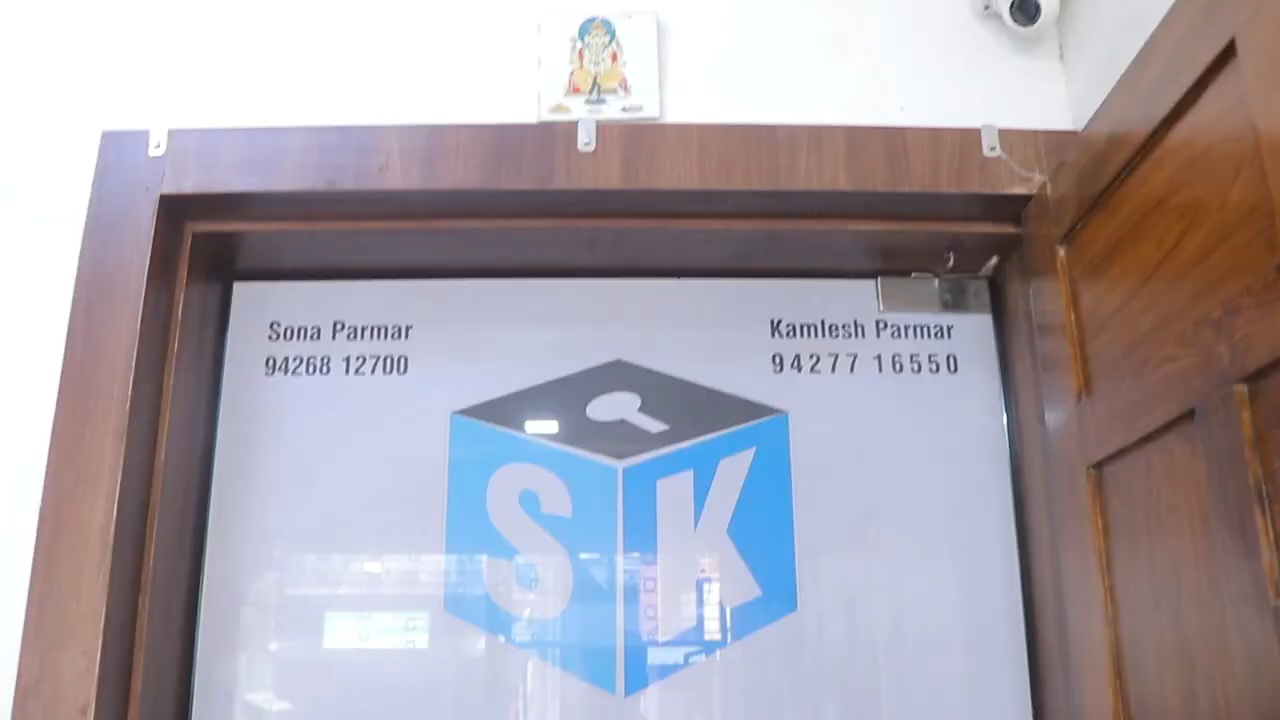 Sona Parmar
94268 12700
Kamlesh Parmar
94277 16550
SK